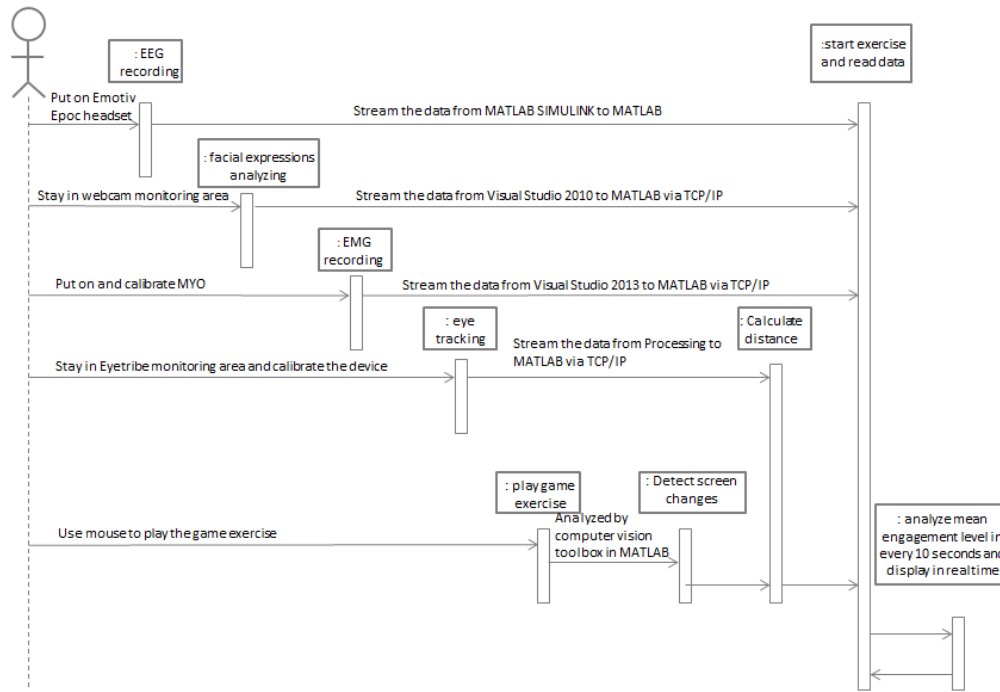 : EEG
recording
:start exercise
and read data
Put on Emotiv
Epoc headset
Stream the data from MATLAB SIMULINK to MATLAB
: facial expressions
analyzing
Stay in webcam monitoring area
Stream the data from Visual Studio 2010 to MATLAB via TCP/IP
: EMG
recording
Put on and calibrate MYO
Stream the data from Visual Studio 2013 to MATLAB via TCP/IP
: eye
tracking
: Calculate
distance
Stream the data from Processing to
MATLAB via TCP/IP
Stay in Eyetribe monitoring area and calibrate the device
: play game
exercise
: Detect screen
changes
Use mouse to play the game exercise
Analyzed by
computer vision
toolbox in MATLAB
: analyze mean
engagement level in
every 10 seconds and
display in real time